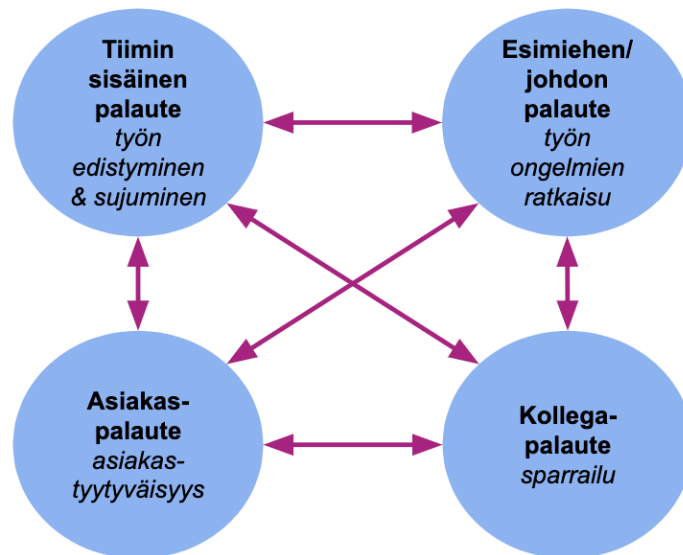 Tiimin
sisäinen
palaute
työn
edistyminen
& sujuminen
Esimiehen/
johdon
palaute
työn
ongelmien
ratkaisu
Asiakas-
palaute
asiakas-
tyytyväisyys
Kollega-
palaute
sparrailu